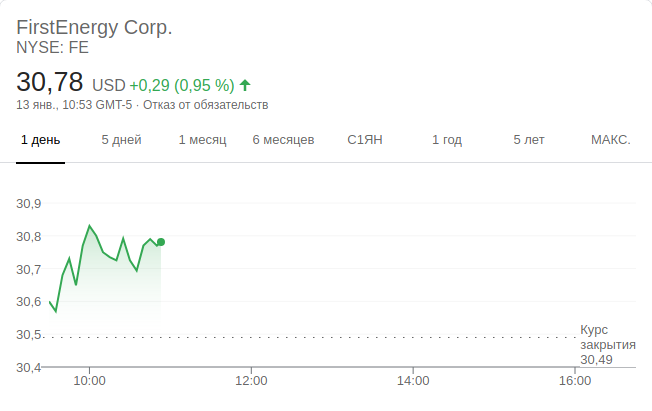 FirstEnergy Corp.
NYSE: FE
30,78 USD +0,29 (0,95 %)
13 янв., 10:53 GMT-5 · Отказ от обязательств
1 день 5 дней 1 месяц 6 месяцев С1ЯН 1 год 5 лет МАКС.
30,9
30,8
30,7
30,6
30,5
30,4
Курс
закрытия
30,49
10:00 12:00 14:00 16:00